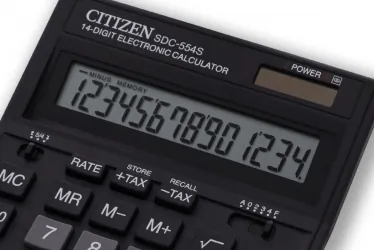 CITIZEN SDC-554S
14-DIGIT ELECTRONIC CALCULATOR
POWER
MINUS MEMORY
12345678901234.
RATE
STORE
+TAX
RECALL
-TAX
MC
MR
M-
M+
√
7
8